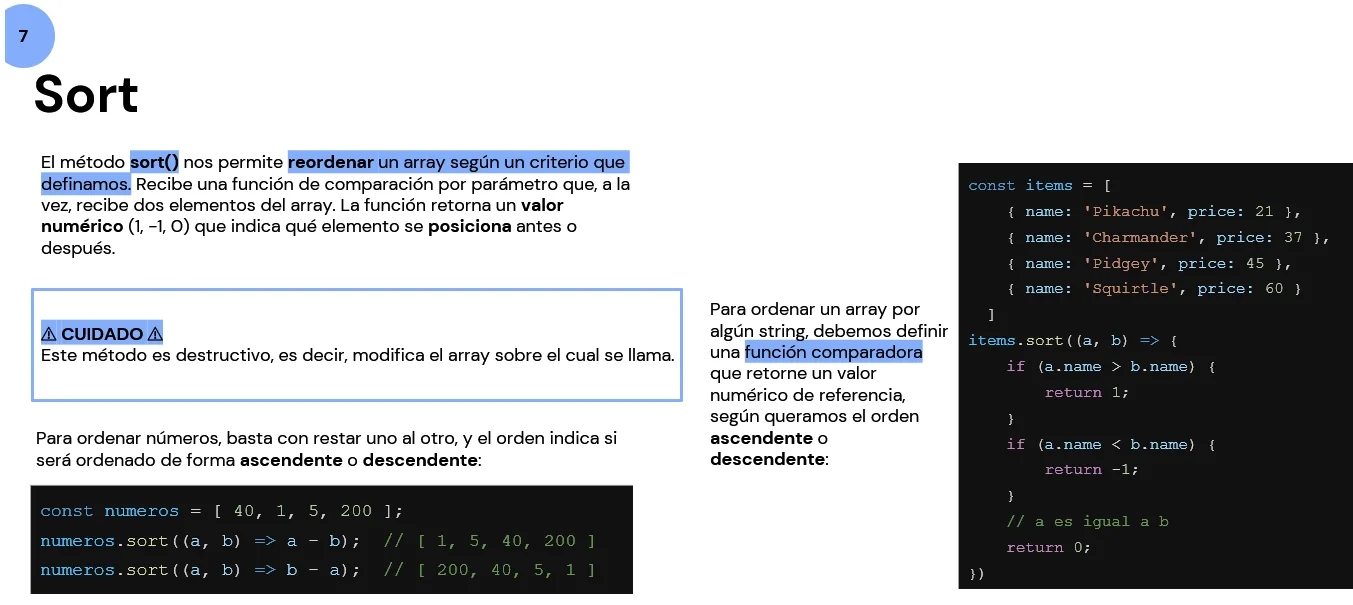 7
Sort
El método sort() nos permite reordenar un array según un criterio que
definamos. Recibe una función de comparación por parámetro que, a la
vez, recibe dos elementos del array. La función retorna un valor
numérico (1, -1, 0) que indica qué elemento se posiciona antes o
después.
⚠ CUIDADO ⚠
Este método es destructivo, es decir, modifica el array sobre el cual se llama.
Para ordenar números, basta con restar uno al otro, y el orden indica si
será ordenado de forma ascendente o descendente:
const numeros = [ 40, 1, 5, 200 ];
numeros.sort((a, b) => a - b);  // [ 1, 5, 40, 200 ]
numeros.sort((a, b) => b - a);  // [ 200, 40, 5, 1 ]
Para ordenar un array por
algún string, debemos definir
una función comparadora
que retorne un valor
numérico de referencia,
según queramos el orden
ascendente o
descendente:
const items = [
    { name: 'Pikachu', price: 21 },
    { name: 'Charmander', price: 37 },
    { name: 'Pidgey', price: 45 },
    { name: 'Squirtle', price: 60 }
  ]
items.sort((a, b) => {
    if (a.name > b.name) {
        return 1;
    }
    if (a.name < b.name) {
        return -1;
    }
    // a es igual a b
    return 0;
})